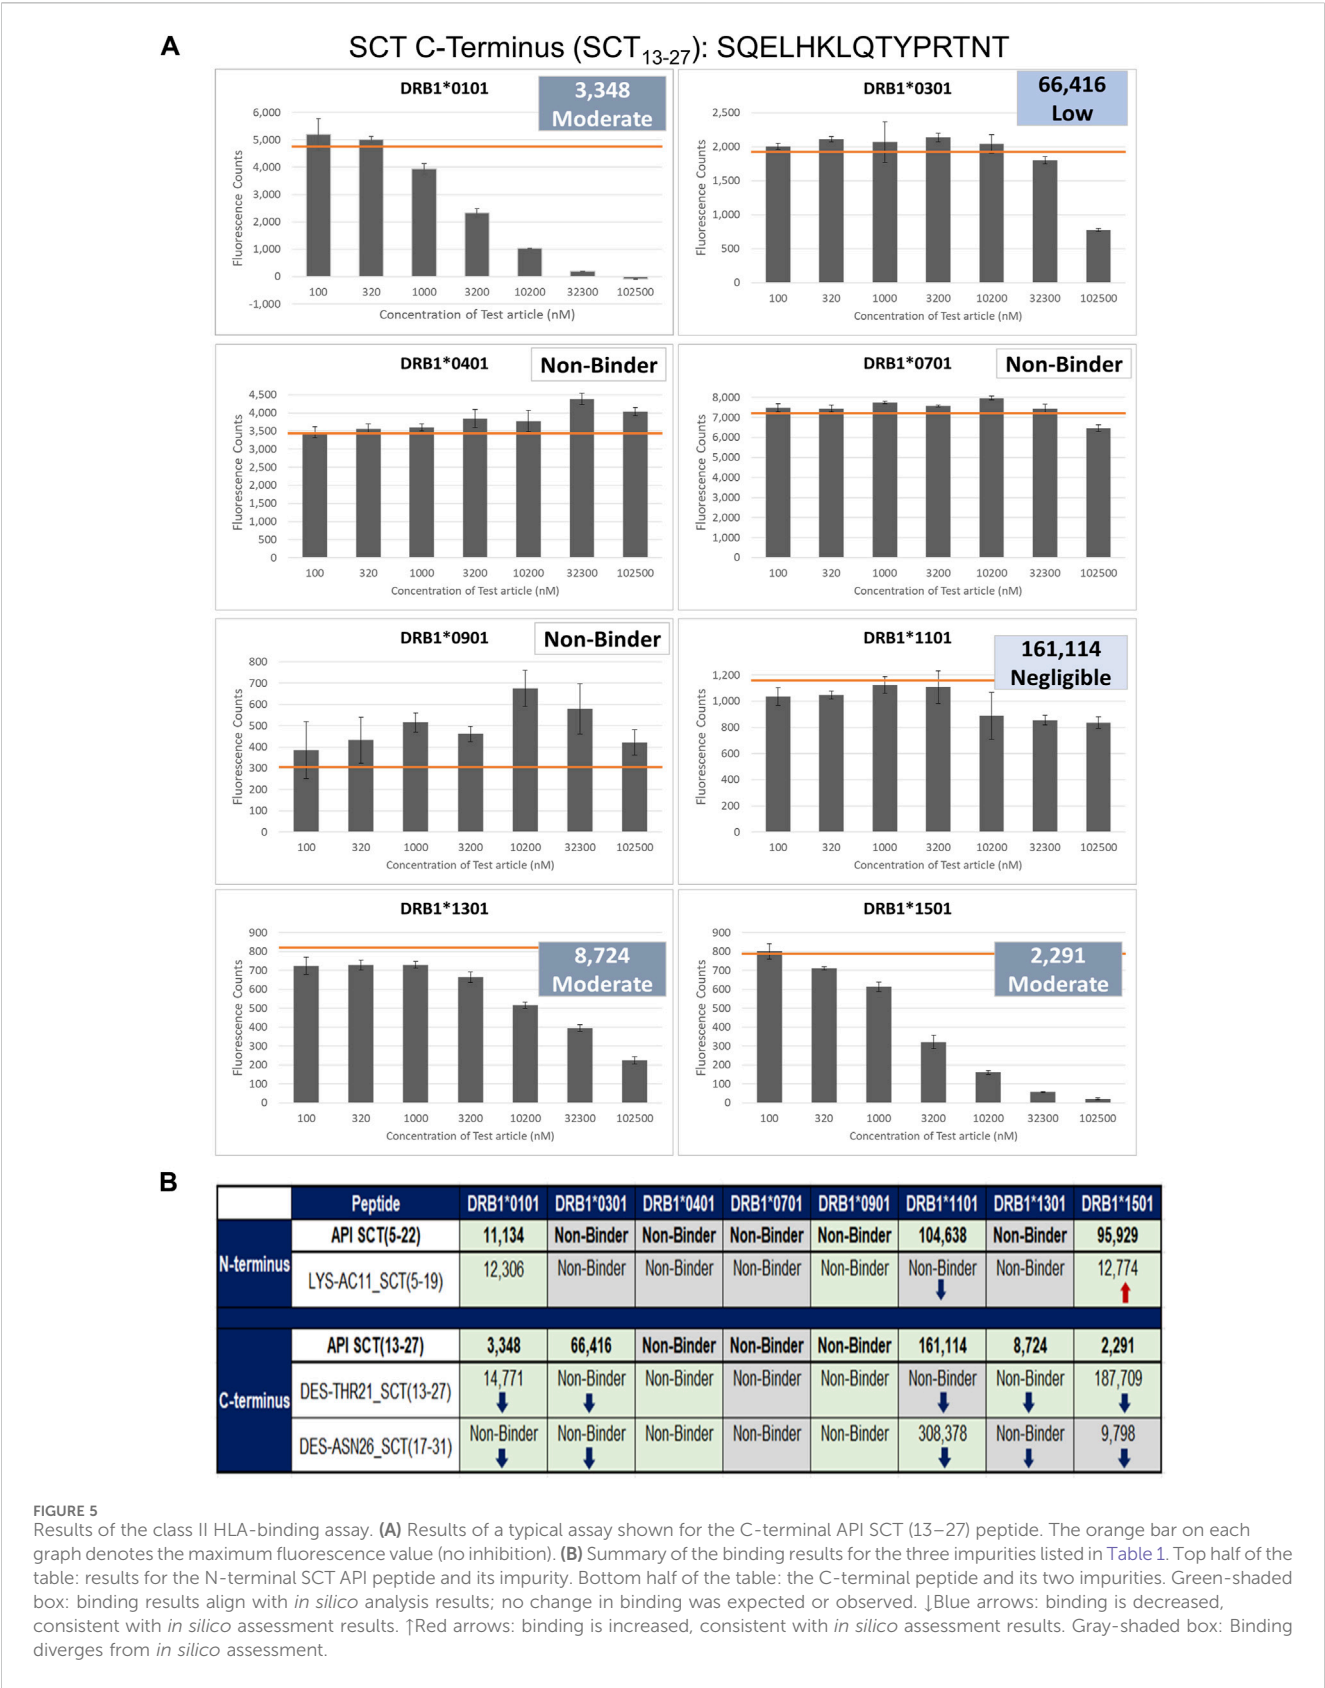 A
SCT C-Terminus (SCT13-27): SQELHKLQTYPRTNT
DRB1*0101
3,348
Moderate
Fluorescence Counts
6,000
5,000
4,000
3,000
2,000
1,000
0
-1,000
100 320 1000 3200 10200 32300 102500
Concentration of Test article (nM)
DRB1*0301
66,416
Low
Fluorescence Counts
2,500
2,000
1,500
1,000
500
0
100 320 1000 3200 10200 32300 102500
Concentration of Test article (nM)
DRB1*0401
Non-Binder
Fluorescence Counts
4,500
4,000
3,500
3,000
2,500
2,000
1,500
1,000
500
0
100 320 1000 3200 10200 32300 102500
Concentration of Test article (nM)
DRB1*0701
Non-Binder
Fluorescence Counts
8,000
7,000
6,000
5,000
4,000
3,000
2,000
1,000
0
100 320 1000 3200 10200 32300 102500
Concentration of Test article (nM)
DRB1*0901
Non-Binder
Fluorescence Counts
800
700
600
500
400
300
200
100
0
100 320 1000 3200 10200 32300 102500
Concentration of Test article (nM)
DRB1*1101
161,114
Negligible
Fluorescence Counts
1,200
1,000
800
600
400
200
0
100 320 1000 3200 10200 32300 102500
Concentration of Test article (nM)
DRB1*1301
8,724
Moderate
Fluorescence Counts
900
800
700
600
500
400
300
200
100
0
100 320 1000 3200 10200 32300 102500
Concentration of Test article (nM)
DRB1*1501
2,291
Moderate
Fluorescence Counts
900
800
700
600
500
400
300
200
100
0
100 320 1000 3200 10200 32300 102500
Concentration of Test article (nM)
B
Peptide DRB1*0101 DRB1*0301 DRB1*0401 DRB1*0701 DRB1*0901 DRB1*1101 DRB1*1301 DRB1*1501
N-terminus
API SCT(5-22) 11,134 Non-Binder Non-Binder Non-Binder Non-Binder 104,638 Non-Binder 95,929
LYS-AC11_SCT(5-19) 12,306 Non-Binder Non-Binder Non-Binder Non-Binder Non-Binder ↓ Non-Binder 12,774 ↑
C-terminus
API SCT(13-27) 3,348 66,416 Non-Binder Non-Binder Non-Binder 161,114 8,724 2,291
DES-THR21_SCT(13-27) 14,771 ↓ Non-Binder ↓ Non-Binder Non-Binder Non-Binder Non-Binder ↓ Non-Binder ↓ 187,709 ↓
DES-ASN26_SCT(17-31) Non-Binder ↓ Non-Binder ↓ Non-Binder Non-Binder Non-Binder 308,378 ↓ Non-Binder ↓ 9,798 ↓
FIGURE 5
Results of the class II HLA-binding assay. (A) Results of a typical assay shown for the C-terminal API SCT (13–27) peptide. The orange bar on each
graph denotes the maximum fluorescence value (no inhibition). (B) Summary of the binding results for the three impurities listed in Table 1. Top half of the
table: results for the N-terminal SCT API peptide and its impurity. Bottom half of the table: the C-terminal peptide and its two impurities. Green-shaded
box: binding results align with in silico analysis results; no change in binding was expected or observed. ↓Blue arrows: binding is decreased,
consistent with in silico assessment results. ↑Red arrows: binding is increased, consistent with in silico assessment results. Gray-shaded box: Binding
diverges from in silico assessment.